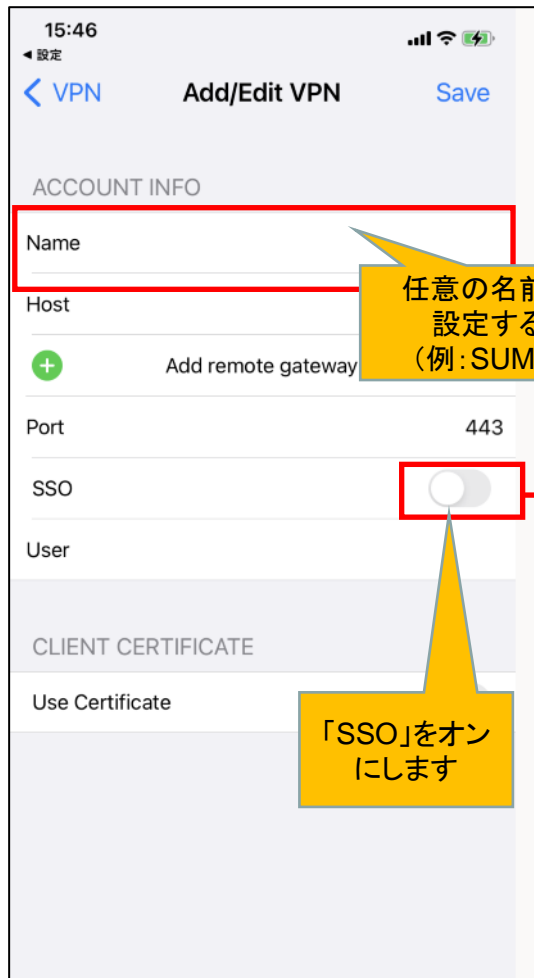 15:46
◀ 設定
VPN Add/Edit VPN Save
ACCOUNT INFO
Name
任意の名前
Host
設定する
Add remote gateway
（例:SUM
Port 443
SSO
User
CLIENT CERTIFICATE
Use Certificate
「SSO」をオン
にします